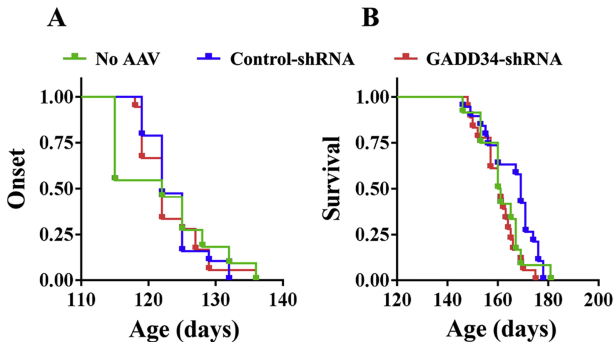 A
B
No AAV
Control-shRNA
GADD34-shRNA
Onset
1.00
0.75
0.50
0.25
0.00
110
120
130
140
Age (days)
Survival
1.00
0.75
0.50
0.25
0.00
120
140
160
180
200
Age (days)